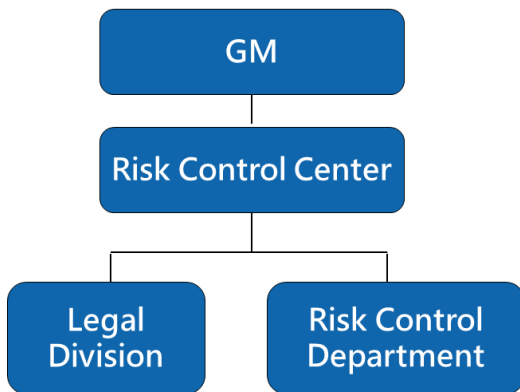 GM
Risk Control Center
Legal
Division
Risk Control
Department